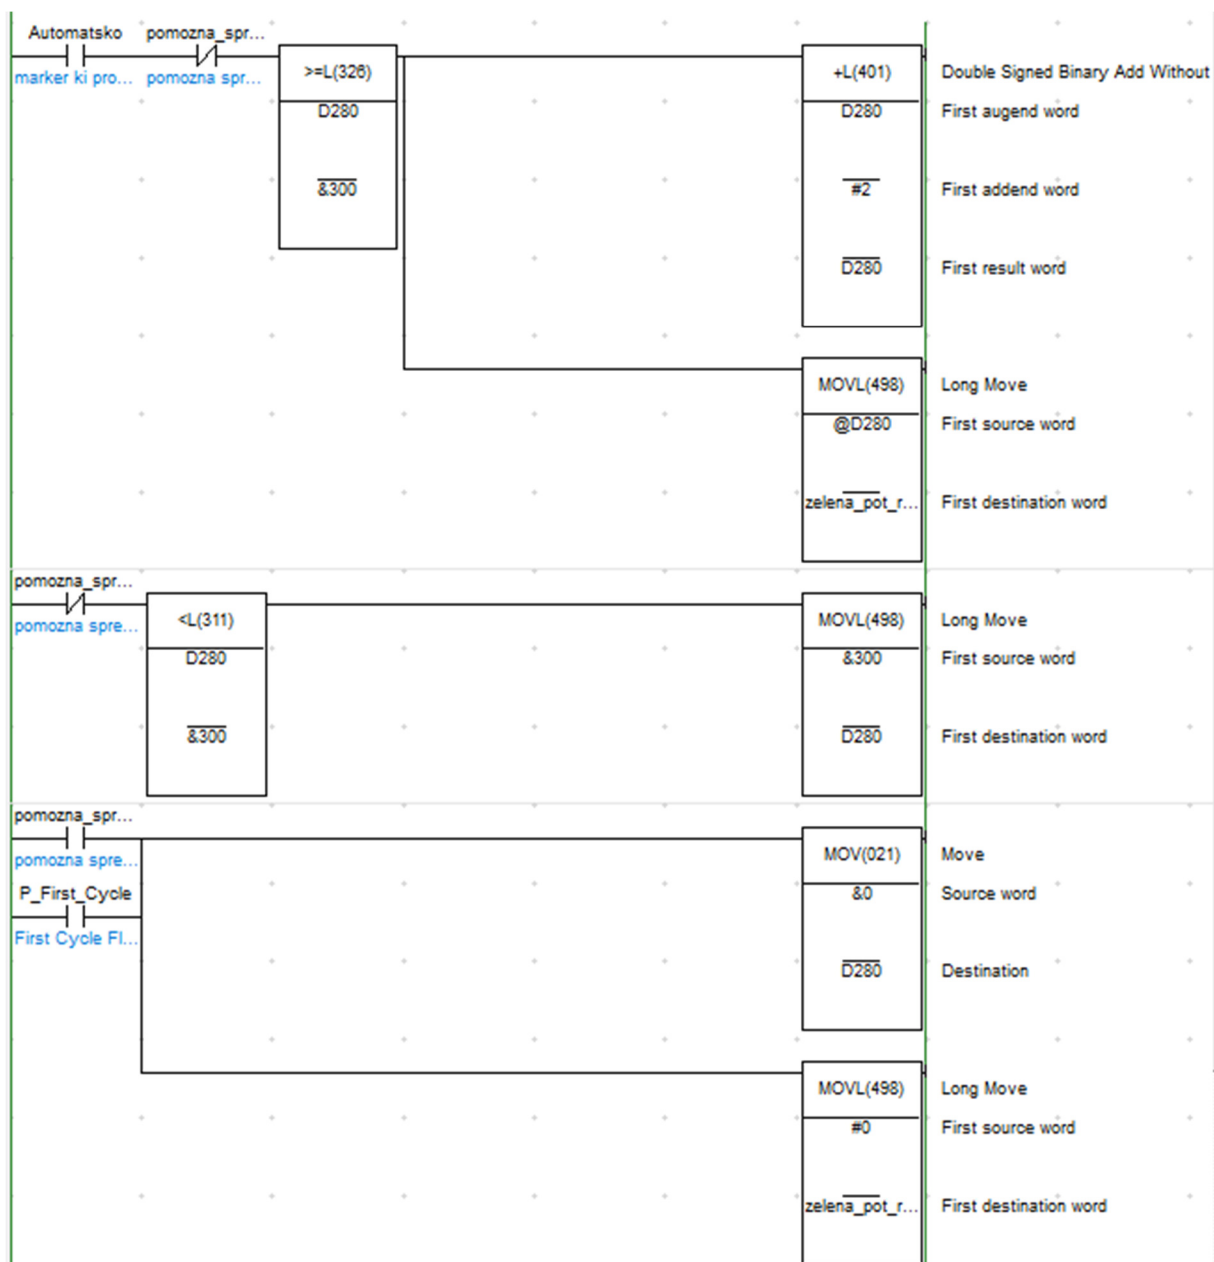 Automatsko pomozna_spr...
marker ki pro... pomozna spr...
>=L(326)
D280
&300
+L(401) Double Signed Binary Add Without
D280 First augend word
#2 First addend word
D280 First result word
MOVL(498) Long Move
@D280 First source word
zelena_pot_r... First destination word
pomozna_spr...
pomozna spre...
<L(311)
D280
&300
MOVL(498) Long Move
&300 First source word
D280 First destination word
pomozna_spr...
pomozna spre...
P_First_Cycle
First Cycle Fl...
MOV(021) Move
&0 Source word
D280 Destination
MOVL(498) Long Move
#0 First source word
zelena_pot_r... First destination word